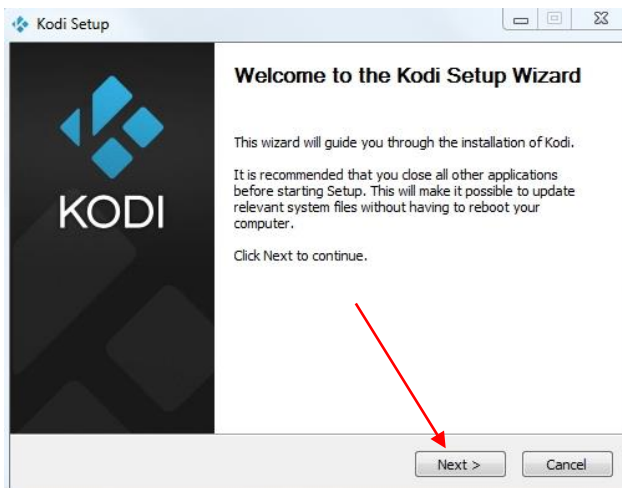 Kodi Setup
Welcome to the Kodi Setup Wizard
This wizard will guide you through the installation of Kodi.
It is recommended that you close all other applications
before starting Setup. This will make it possible to update
relevant system files without having to reboot your
computer.
Click Next to continue.
KODI
Next >
Cancel